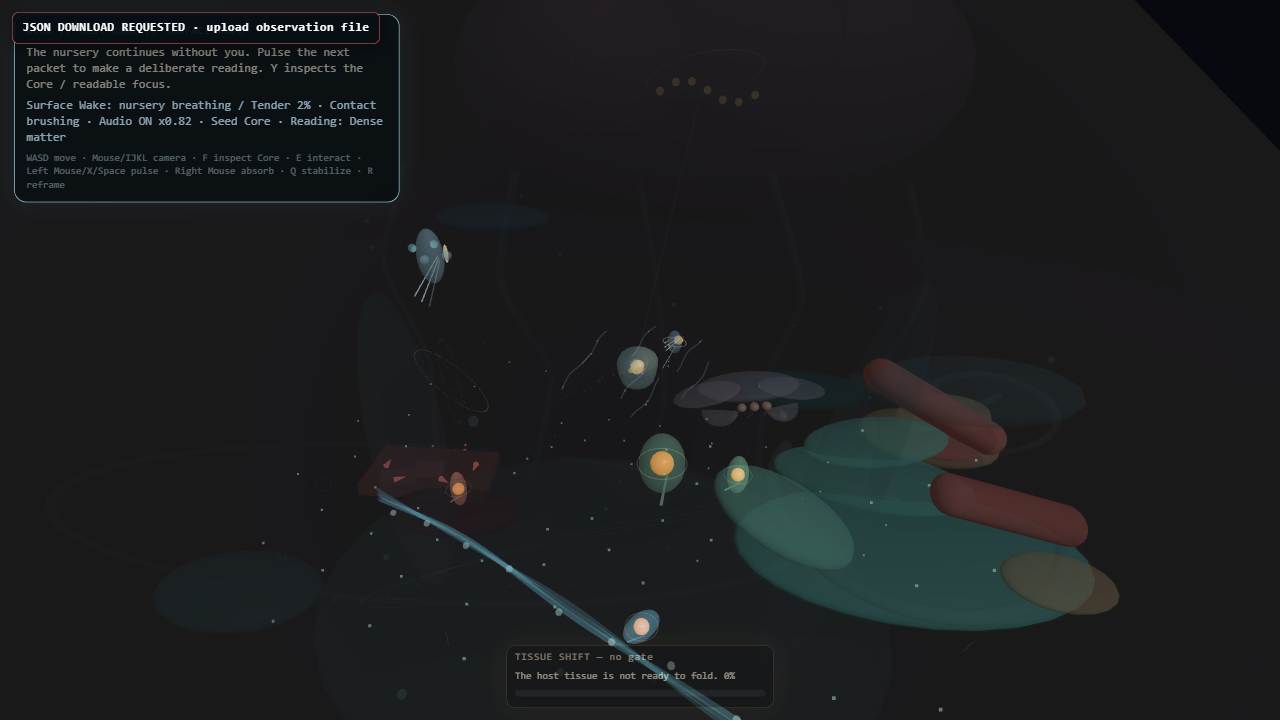 JSON DOWNLOAD REQUESTED · upload observation file
The nursery continues without you. Pulse the next
packet to make a deliberate reading. Y inspects the
Core / readable focus.
Surface Wake: nursery breathing / Tender 2% · Contact
brushing · Audio ON x0.82 · Seed Core · Reading: Dense
matter
WASD move · Mouse/IJKL camera · F inspect Core · E interact ·
Left Mouse/X/Space pulse · Right Mouse absorb · Q stabilize · R
reframe
TISSUE SHIFT — no gate
The host tissue is not ready to fold. 0%